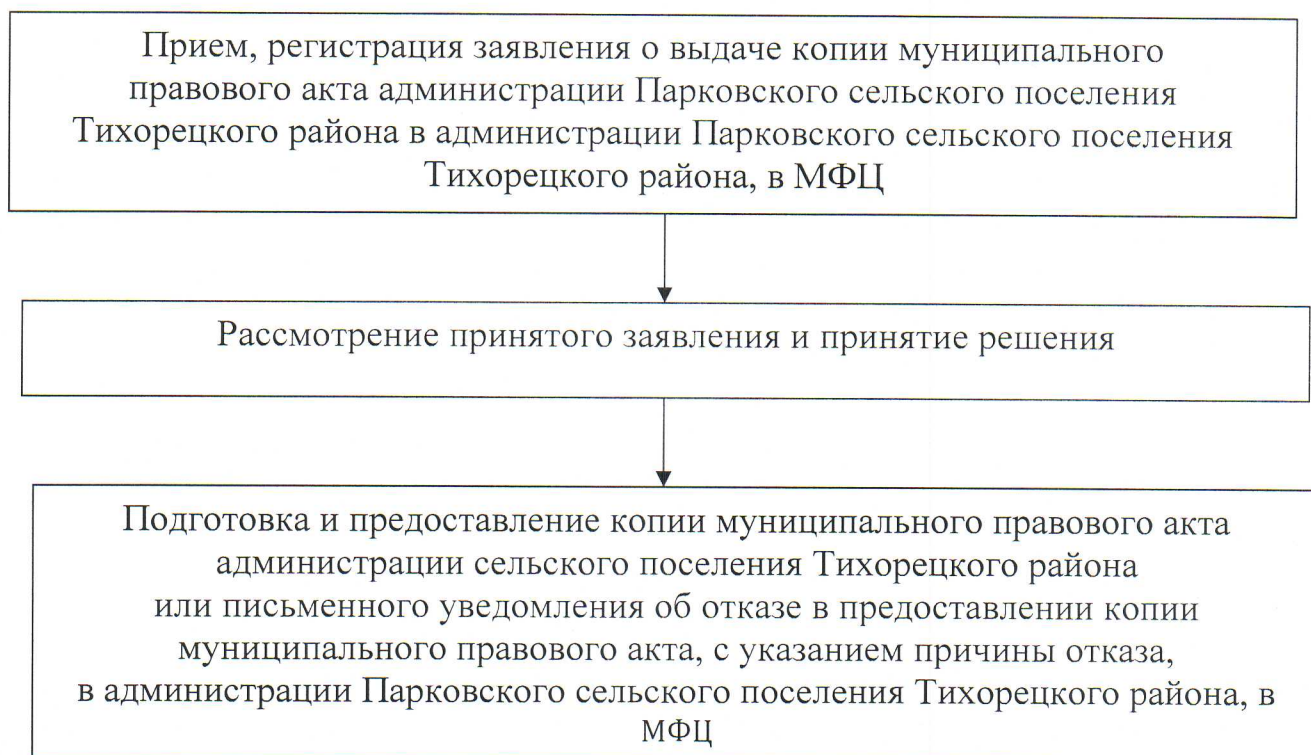 Прием, регистрация заявления о выдаче копии муниципального
правового акта администрации Парковского сельского поселения
Тихорецкого района в администрации Парковского сельского поселения
Тихорецкого района, в МФЦ
Рассмотрение принятого заявления и принятие решения
Подготовка и предоставление копии муниципального правового акта
администрации сельского поселения Тихорецкого района
или письменного уведомления об отказе в предоставлении копии
муниципального правового акта, с указанием причины отказа,
в администрации Парковского сельского поселения Тихорецкого района, в
МФЦ